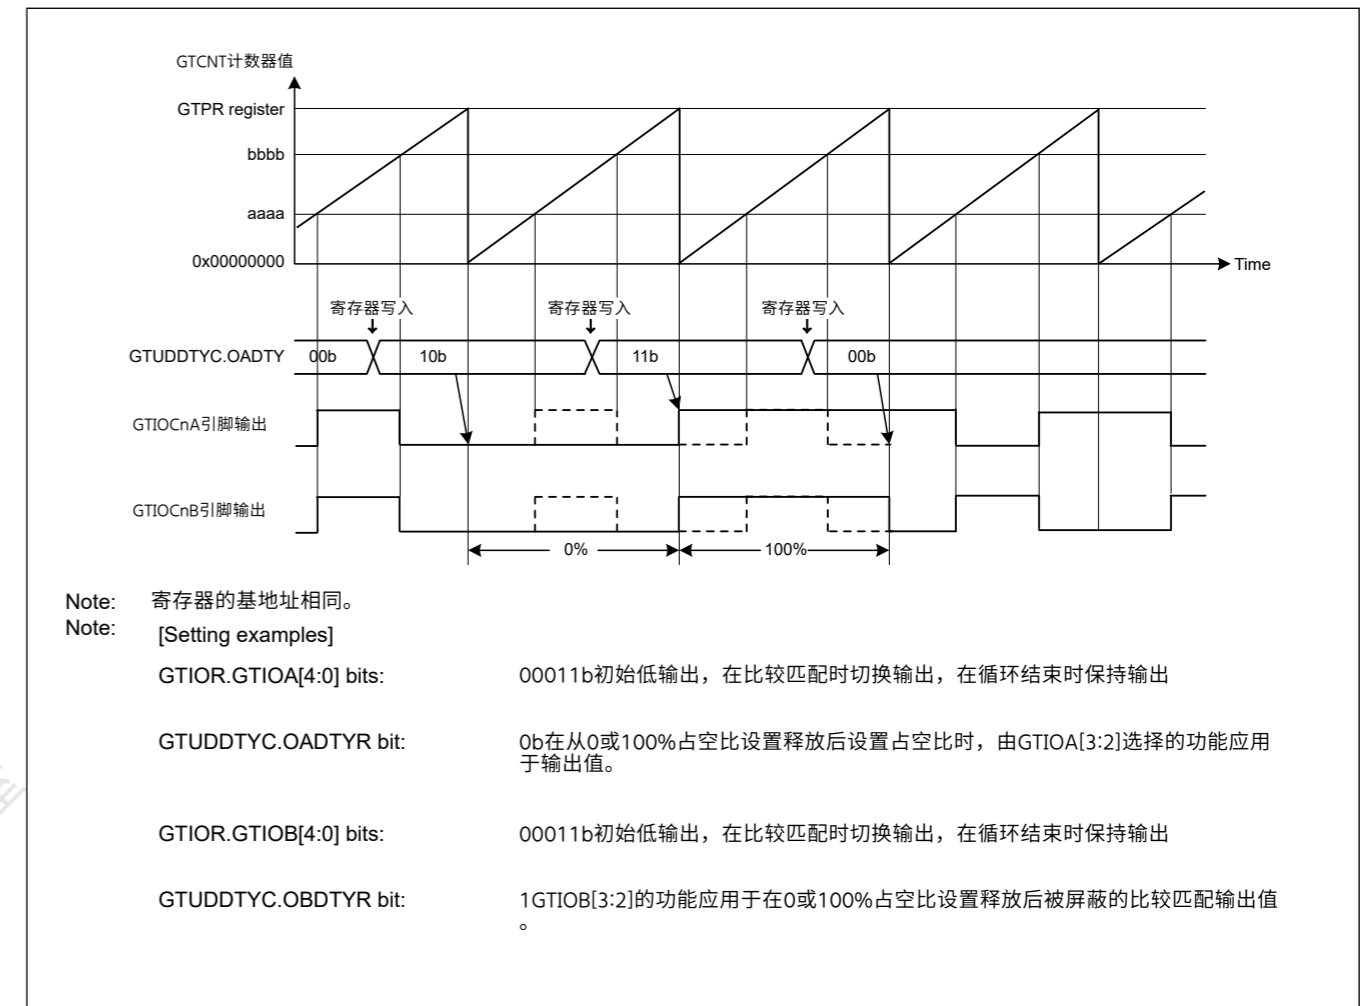 GTCNT计数器值
GTPR register
bbbb
aaaa
0x00000000
Time
寄存器写入 寄存器写入 寄存器写入
GTUDDTYC.OADTY 00b 10b 11b 00b
GTIOCnA引脚输出
GTIOCnB引脚输出
0% 100%
Note: 寄存器的基地址相同。
Note: [Setting examples]
GTIOR.GTIOA[4:0] bits: 00011b初始低输出，在比较匹配时切换输出，在循环结束时保持输出
GTUDDTYC.OADTYR bit: 0b在从0或100%占空比设置释放后设置占空比时，由GTIOA[3:2]选择的功能应用
于输出值。
GTIOR.GTIOB[4:0] bits: 00011b初始低输出，在比较匹配时切换输出，在循环结束时保持输出
GTUDDTYC.OBDTYR bit: 1GTIOB[3:2]的功能应用于在0或100%占空比设置释放后被屏蔽的比较匹配输出值
。